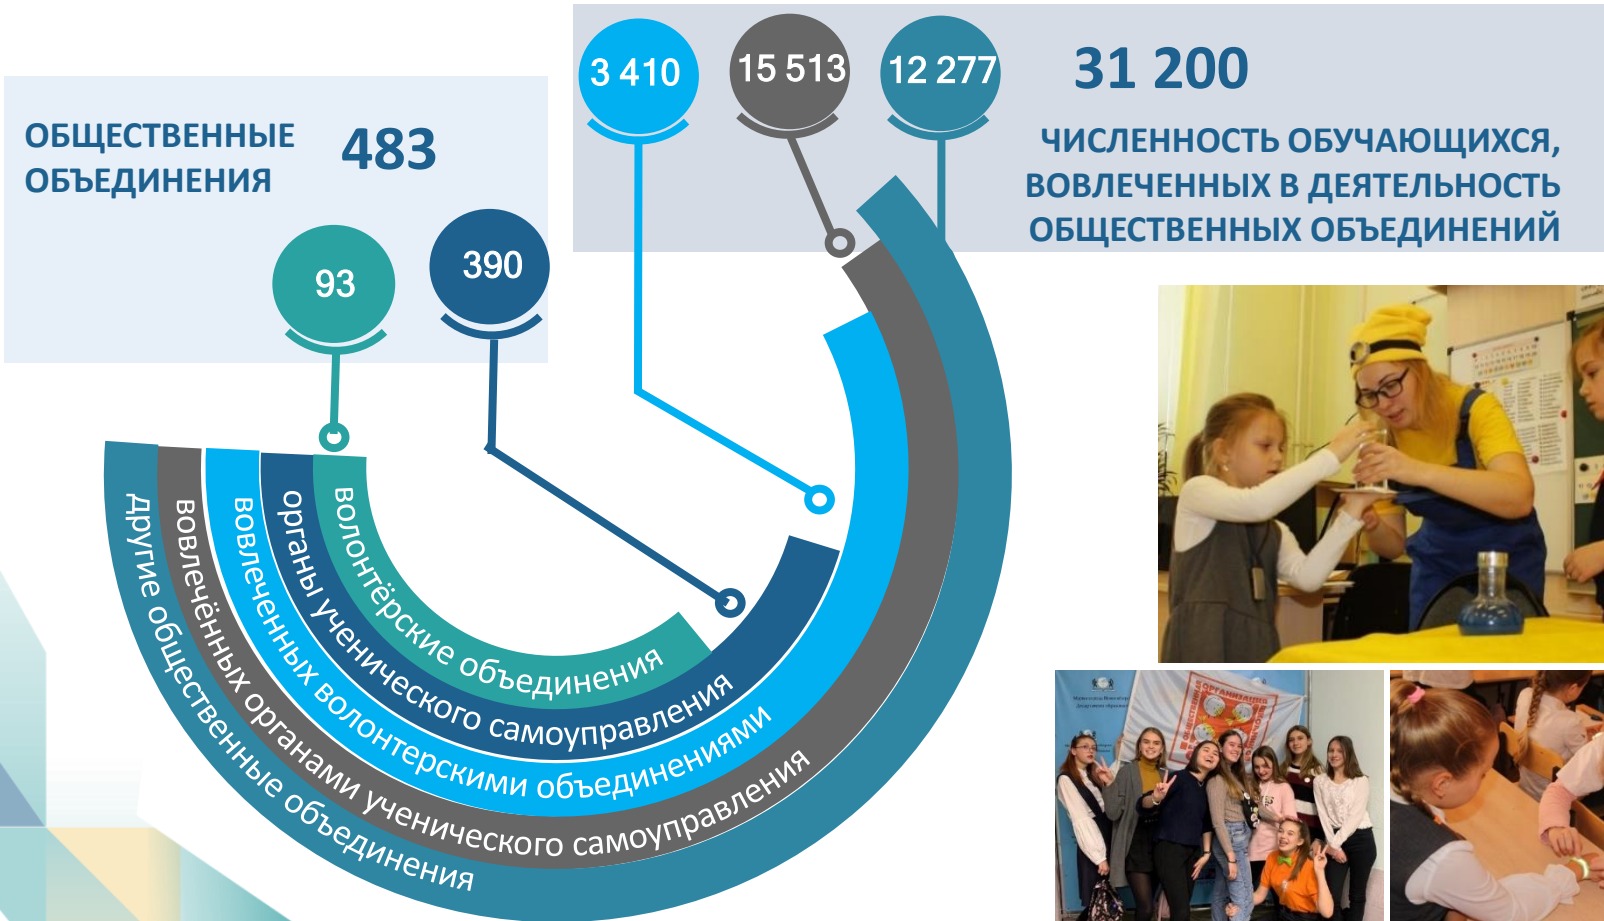 3 410
15 513
12 277
31 200
ЧИСЛЕННОСТЬ ОБУЧАЮЩИХСЯ,
ВОВЛЕЧЕННЫХ В ДЕЯТЕЛЬНОСТЬ
ОБЩЕСТВЕННЫХ ОБЪЕДИНЕНИЙ
ОБЩЕСТВЕННЫЕ
ОБЪЕДИНЕНИЯ
483
93
390
волонтёрские объединения
органы ученического самоуправления
вовлеченных волонтерскими объединениями
вовлечённых органами ученического самоуправления
другие общественные объединения